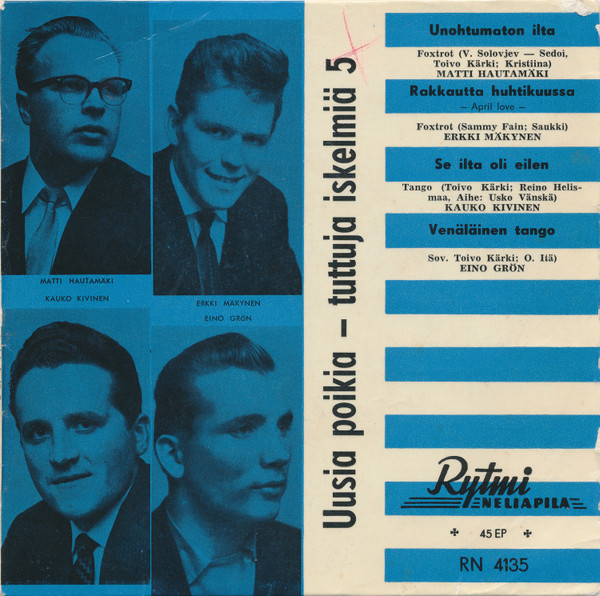 MATTI HAUTAMÄKI
KAUKO KIVINEN
ERKKI MÄKYNEN
EINO GRÖN
Uusia poikia – tuttuja iskelmiä 5
Unohtumaton ilta
Foxtrot (V. Solovjev — Sedoi,
Toivo Kärki; Kristiina)
MATTI HAUTAMÄKI
Rakkautta huhtikuussa
– April love –
Foxtrot (Sammy Fain; Saukki)
ERKKI MÄKYNEN
Se ilta oli eilen
Tango (Toivo Kärki; Reino Helis-
maa, Aihe: Usko Vänskä)
KAUKO KIVINEN
Venäläinen tango
Sov. Toivo Kärki; O. Itä)
EINO GRÖN
Rytmi
NELIAPILA
45 EP
RN 4135